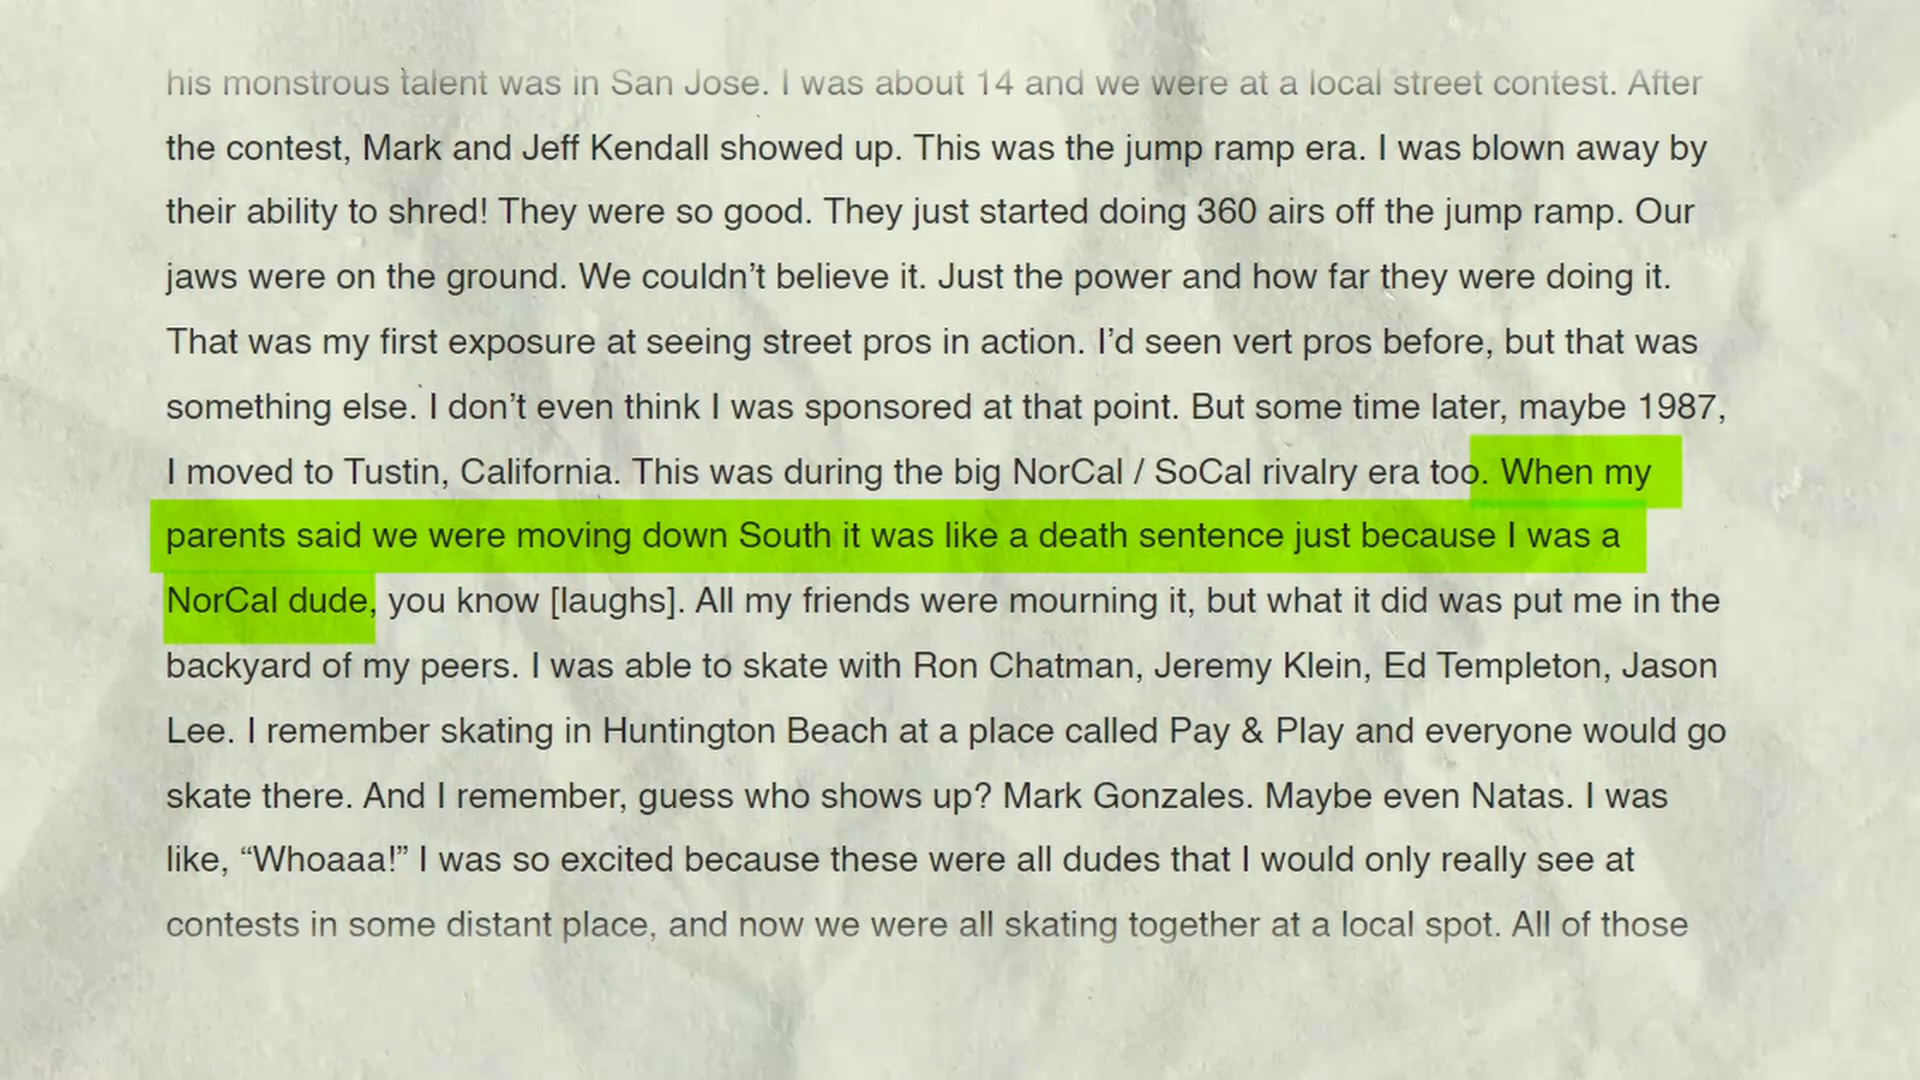 his monstrous talent was in San Jose. I was about 14 and we were at a local street contest. After
the contest, Mark and Jeff Kendall showed up. This was the jump ramp era. I was blown away by
their ability to shred! They were so good. They just started doing 360 airs off the jump ramp. Our
jaws were on the ground. We couldn’t believe it. Just the power and how far they were doing it.
That was my first exposure at seeing street pros in action. I’d seen vert pros before, but that was
something else. I don’t even think I was sponsored at that point. But some time later, maybe 1987,
I moved to Tustin, California. This was during the big NorCal / SoCal rivalry era too. When my
parents said we were moving down South it was like a death sentence just because I was a
NorCal dude, you know [laughs]. All my friends were mourning it, but what it did was put me in the
backyard of my peers. I was able to skate with Ron Chatman, Jeremy Klein, Ed Templeton, Jason
Lee. I remember skating in Huntington Beach at a place called Pay & Play and everyone would go
skate there. And I remember, guess who shows up? Mark Gonzales. Maybe even Natas. I was
like, “Whoaaa!” I was so excited because these were all dudes that I would only really see at
contests in some distant place, and now we were all skating together at a local spot. All of those